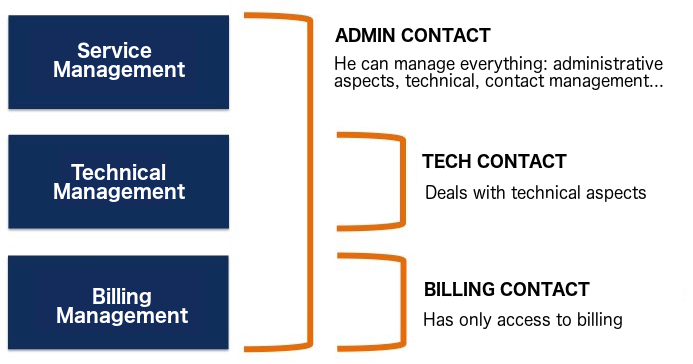 Service
Management
ADMIN CONTACT
He can manage everything: administrative
aspects, technical, contact management...
Technical
Management
TECH CONTACT
Deals with technical aspects
Billing
Management
BILLING CONTACT
Has only access to billing